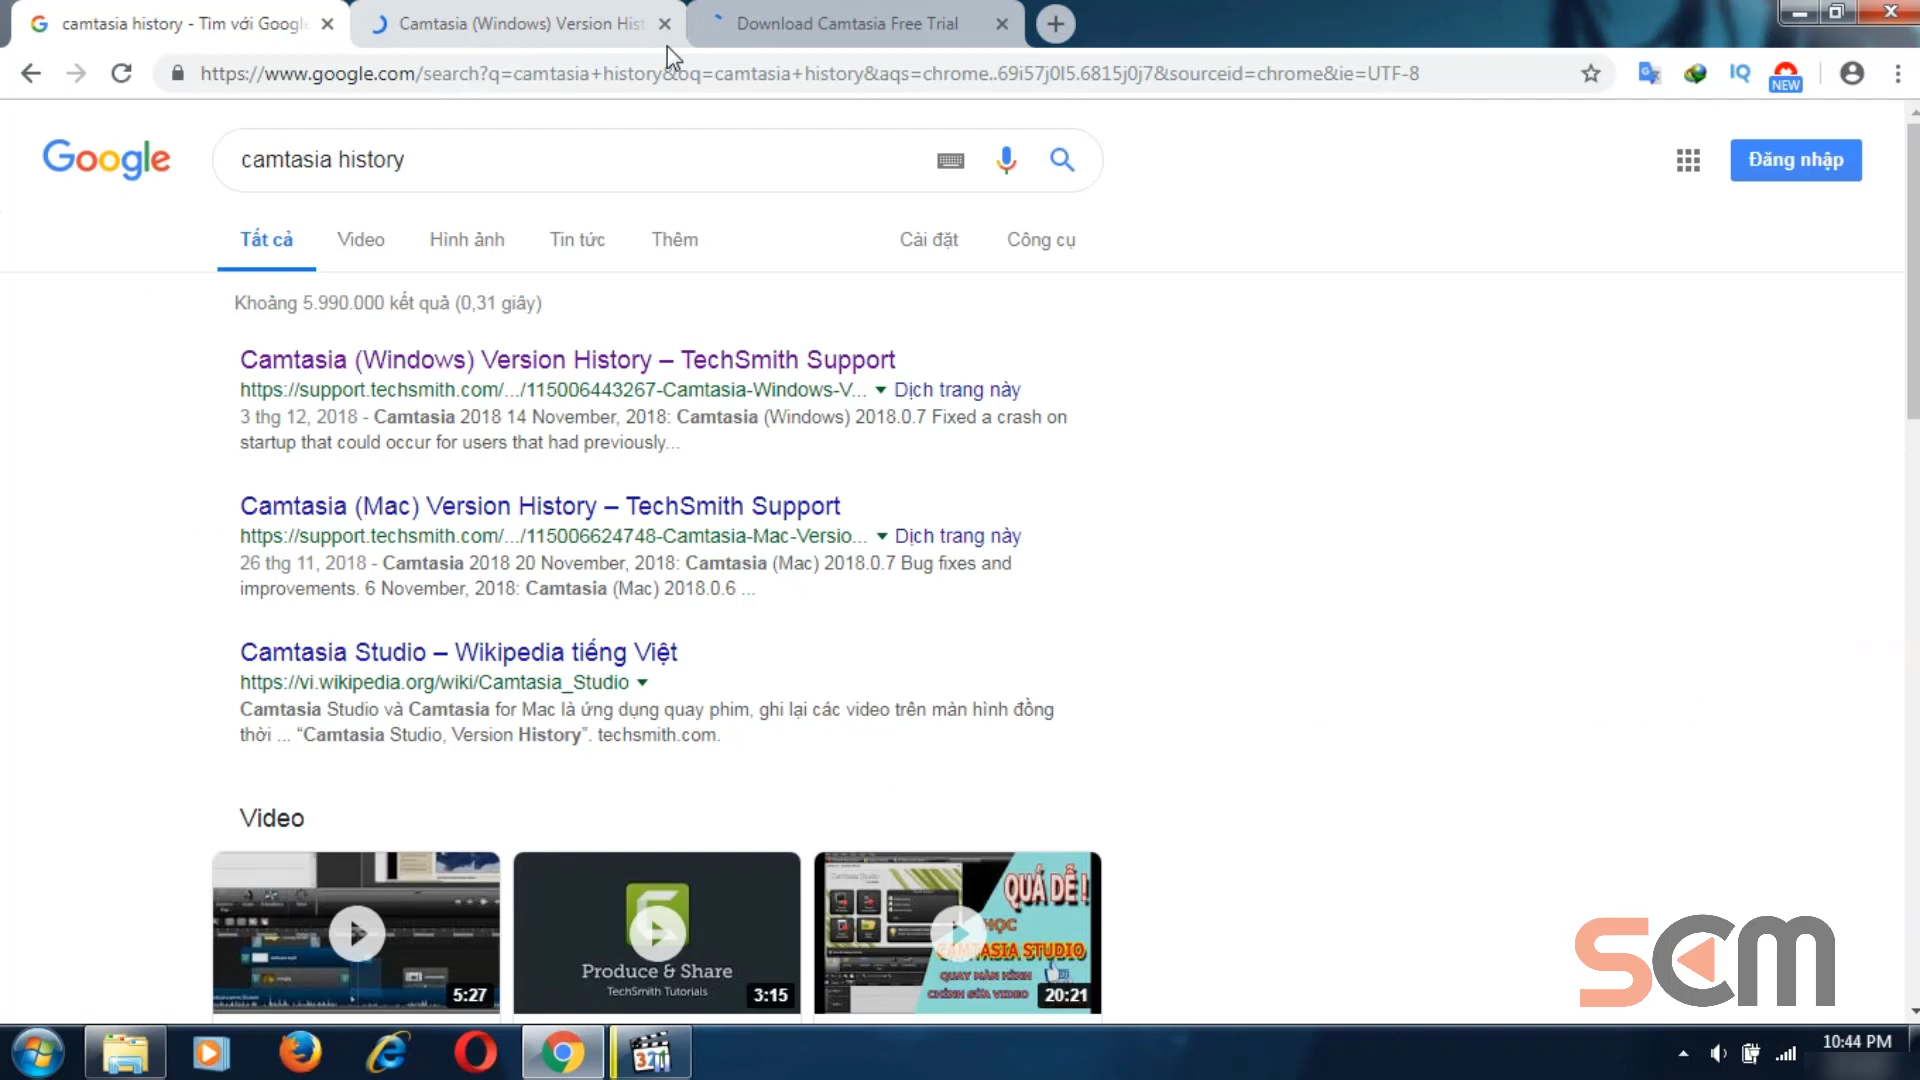 camtasia history - Tìm với Google
Camtasia (Windows) Version Hist
Download Camtasia Free Trial
https://www.google.com/search?q=camtasia+history&oq=camtasia+history&aqs=chrome..69i57j0l5.6815j0j7&sourceid=chrome&ie=UTF-8
IQ
NEW
Google
camtasia history
Đăng nhập
Tất cả
Video
Hình ảnh
Tin tức
Thêm
Cài đặt
Công cụ
Khoảng 5.990.000 kết quả (0,31 giây)
Camtasia (Windows) Version History – TechSmith Support
https://support.techsmith.com/.../115006443267-Camtasia-Windows-V... Dịch trang này
3 thg 12, 2018 - Camtasia 2018 14 November, 2018: Camtasia (Windows) 2018.0.7 Fixed a crash on
startup that could occur for users that had previously...
Camtasia (Mac) Version History – TechSmith Support
https://support.techsmith.com/.../115006624748-Camtasia-Mac-Versio... Dịch trang này
26 thg 11, 2018 - Camtasia 2018 20 November, 2018: Camtasia (Mac) 2018.0.7 Bug fixes and
improvements. 6 November, 2018: Camtasia (Mac) 2018.0.6 ...
Camtasia Studio – Wikipedia tiếng Việt
https://vi.wikipedia.org/wiki/Camtasia_Studio
Camtasia Studio và Camtasia for Mac là ứng dụng quay phim, ghi lại các video trên màn hình đồng
thời ... “Camtasia Studio, Version History”. techsmith.com.
Video
5:27
Produce & Share
TechSmith Tutorials
3:15
QUÁ DỄ !
HỌC
CAMTASIA STUDIO
QUAY MÀN HÌNH
CHỈNH SỬA VIDEO
20:21
SCM
321
10:44 PM